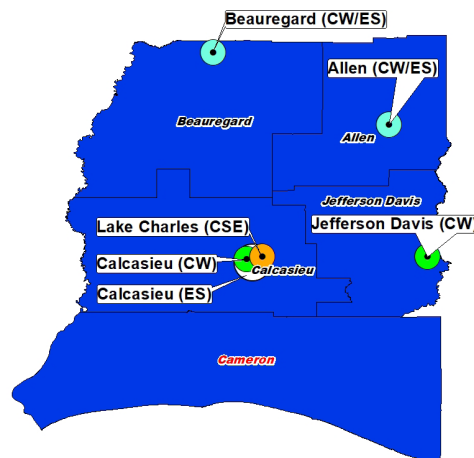 Beauregard (CW/ES)
Allen (CW/ES)
Beauregard
Allen
Jefferson Davis
Lake Charles (CSE)
Jefferson Davis (CW)
Calcasieu (CW)
Calcasieu
Calcasieu (ES)
Cameron